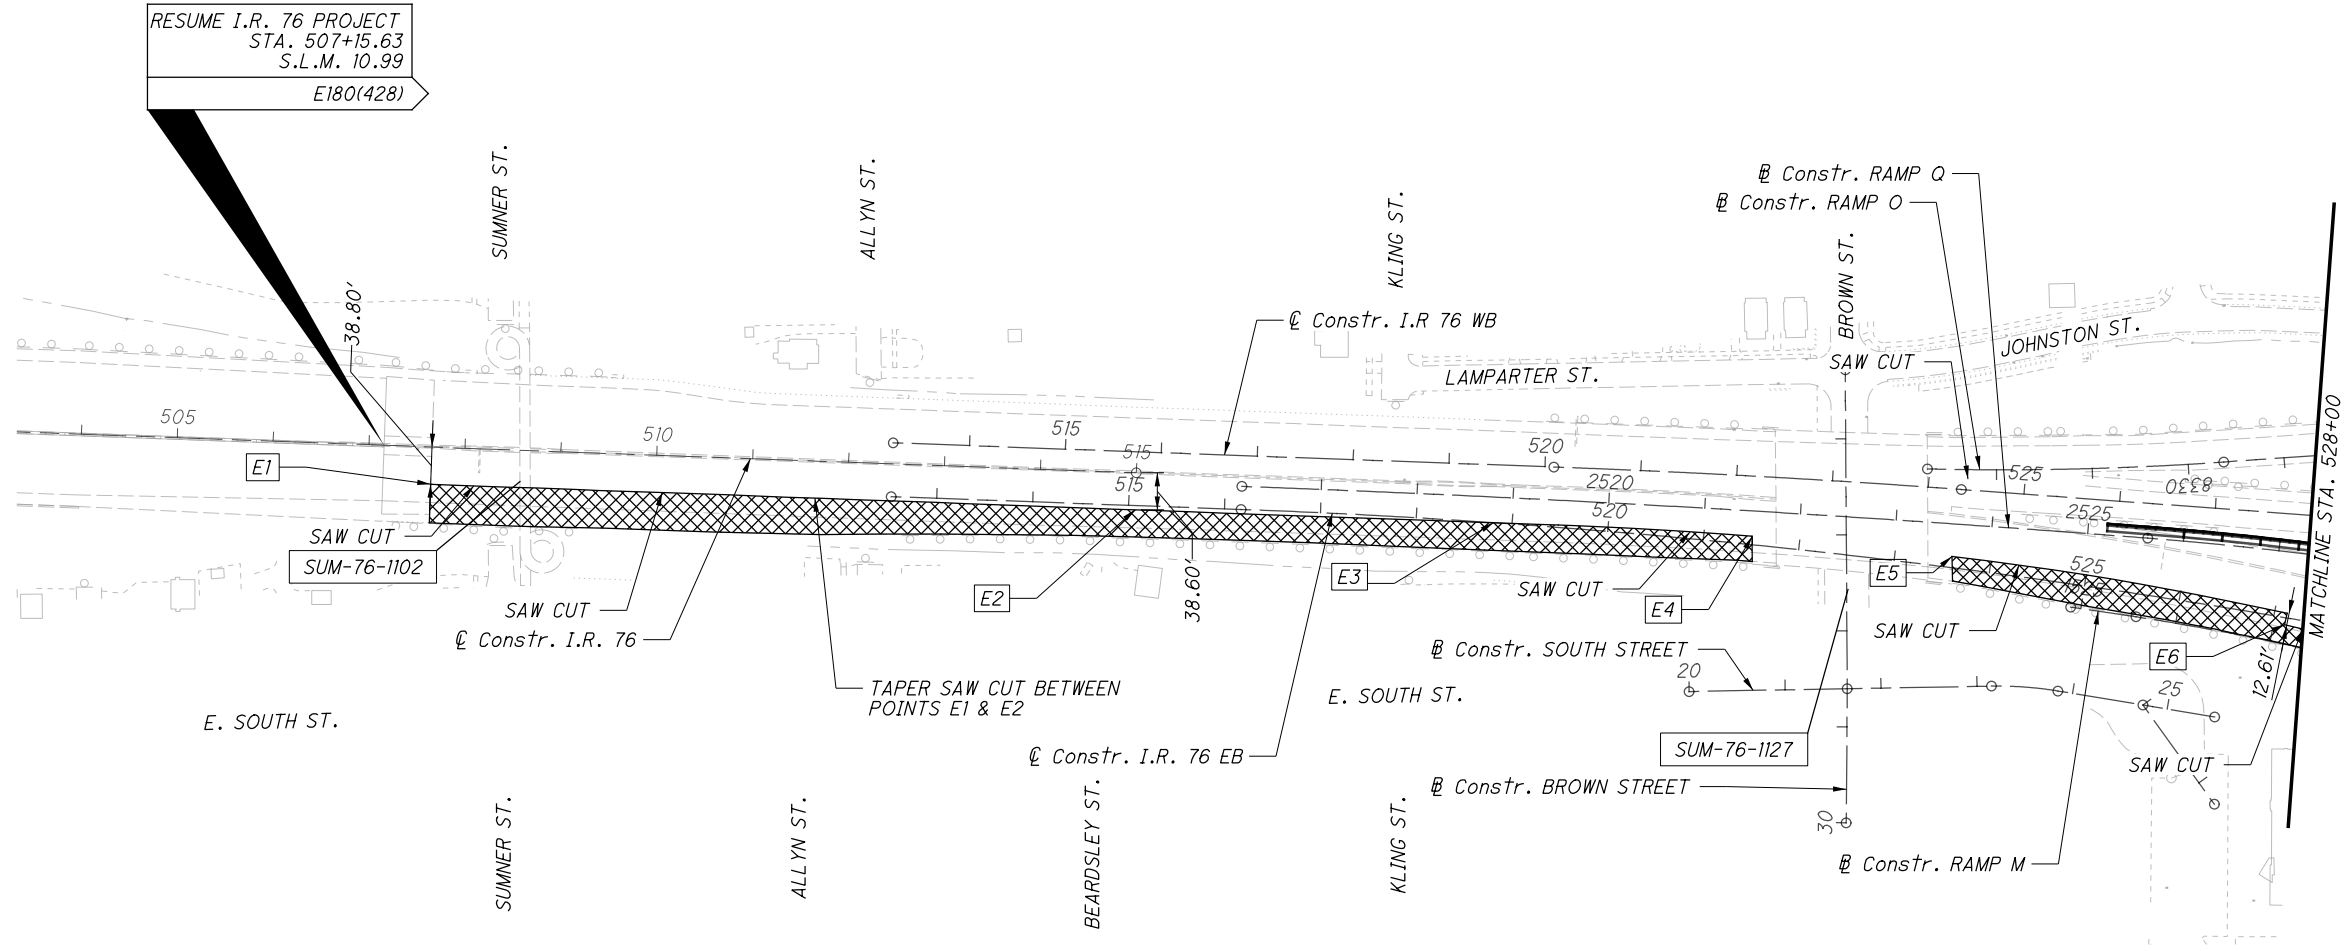 RESUME I.R. 76 PROJECT
STA. 507+15.63
S.L.M. 10.99
E180(428)
SUMNER ST.
ALLYN ST.
KLING ST.
BROWN ST.
℄ Constr. RAMP Q
℄ Constr. RAMP O
38.80'
℄ Constr. I.R 76 WB
LAMPARTER ST.
SAW CUT
JOHNSTON ST.
MATCHLINE STA. 528+00
505
510
515
515
520
525
8330
E1
515
2520
520
2525
525
1525
SAW CUT
SUM-76-1102
SAW CUT
℄ Constr. I.R. 76
E2
38.60'
E3
SAW CUT
E4
E5
SAW CUT
E6
12.61'
TAPER SAW CUT BETWEEN
POINTS E1 & E2
℄ Constr. SOUTH STREET
20
25
E. SOUTH ST.
E. SOUTH ST.
℄ Constr. I.R. 76 EB
SUM-76-1127
SAW CUT
℄ Constr. BROWN STREET
30
SUMNER ST.
ALLYN ST.
BEARDSLEY ST.
KLING ST.
℄ Constr. RAMP M